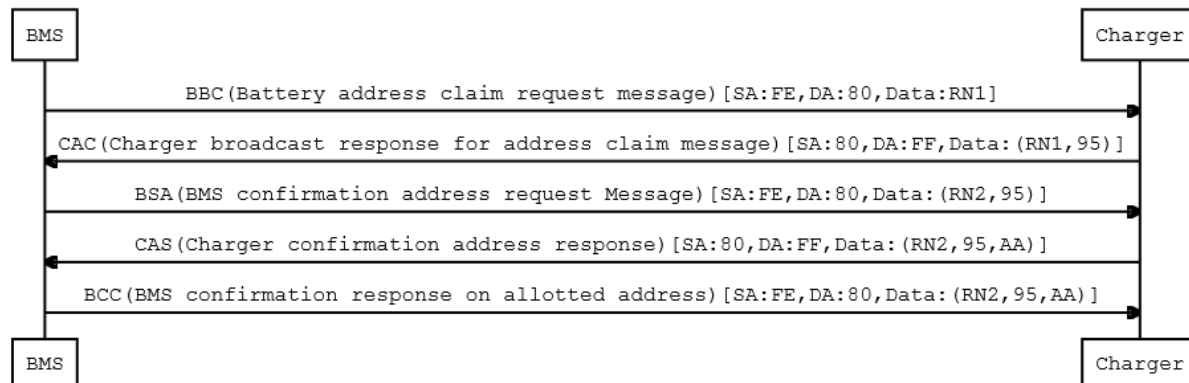 BMS
Charger
BBC(Battery address claim request message)[SA:FE,DA:80,Data:RN1]
CAC(Charger broadcast response for address claim message)[SA:80,DA:FF,Data:(RN1,95)]
BSA(BMS confirmation address request Message)[SA:FE,DA:80,Data:(RN2,95)]
CAS(Charger confirmation address response)[SA:80,DA:FF,Data:(RN2,95,AA)]
BCC(BMS confirmation response on allotted address)[SA:FE,DA:80,Data:(RN2,95,AA)]
BMS
Charger